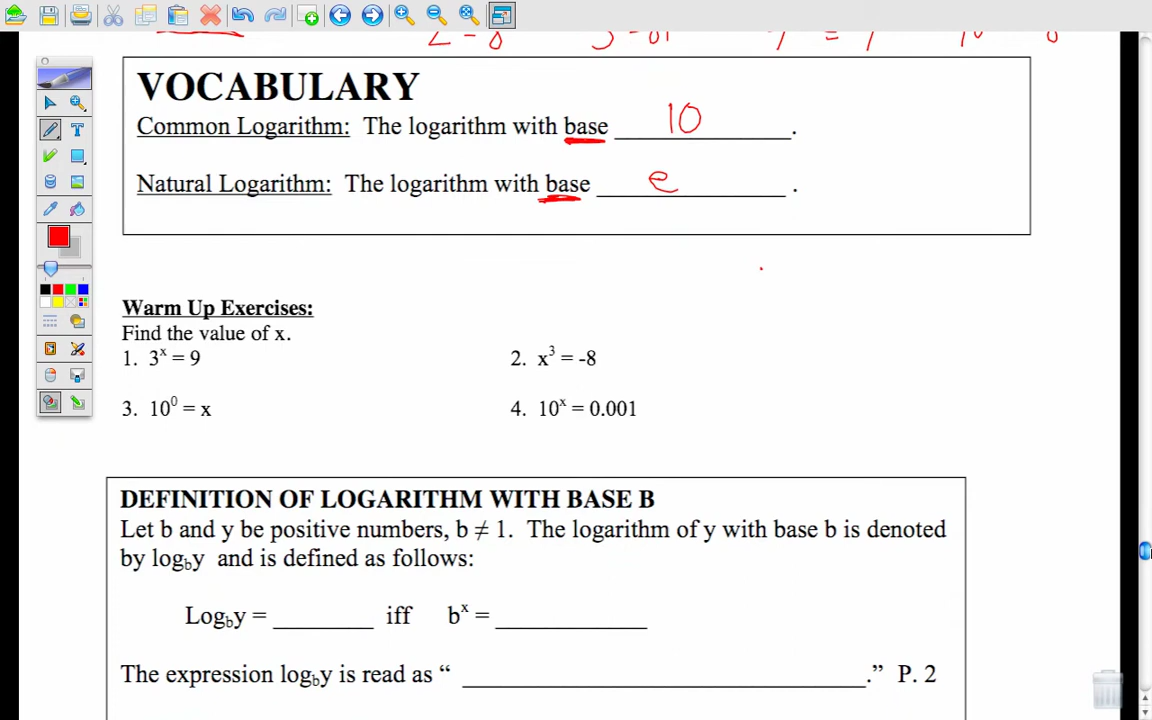 VOCABULARY
Common Logarithm: The logarithm with base 10.
Natural Logarithm: The logarithm with base e.
Warm Up Exercises:
Find the value of x.
1. 3ˣ = 9 2. x³ = -8
3. 10⁰ = x 4. 10ˣ = 0.001
DEFINITION OF LOGARITHM WITH BASE B
Let b and y be positive numbers, b ≠ 1. The logarithm of y with base b is denoted
by log_b y and is defined as follows:
Log_b y = ________ iff bˣ = ____________
The expression log_b y is read as “ ________________________________.” P. 2